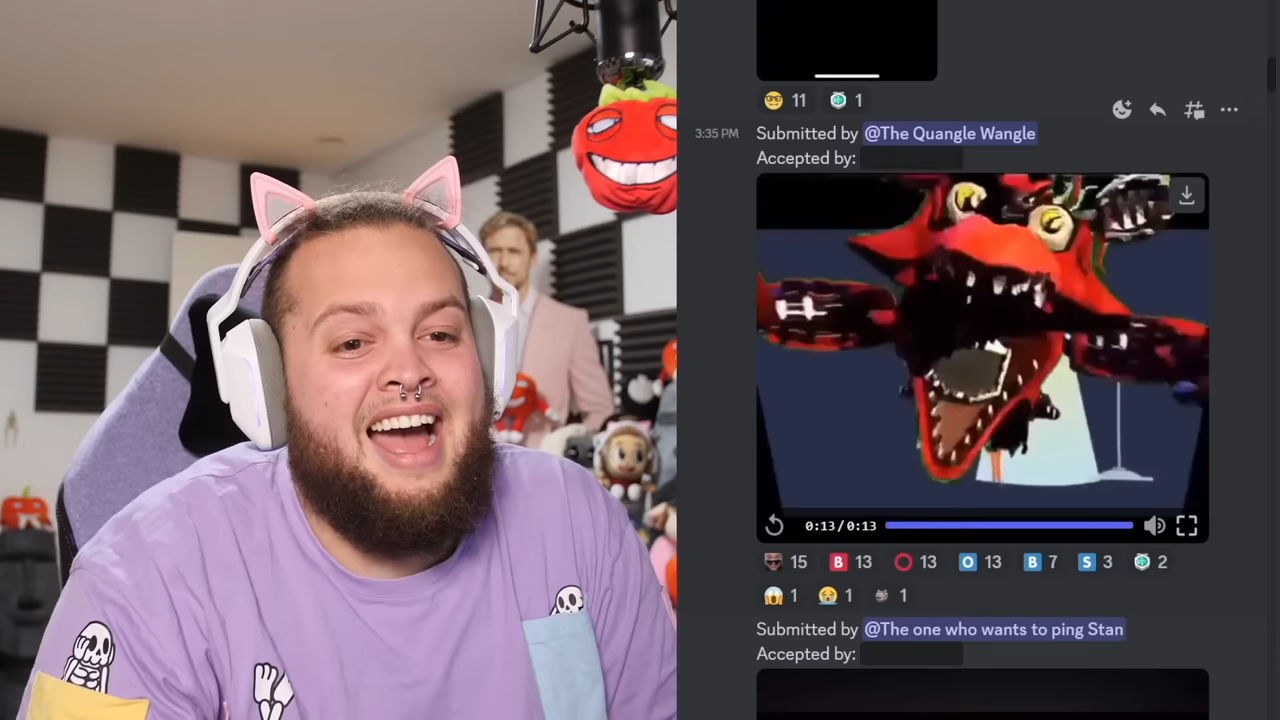 11 1
3:35 PM Submitted by @The Quangle Wangle
Accepted by:
0:13/0:13
15 B 13 13 O 13 B 7 S 3 2
1 1 1
Submitted by @The one who wants to ping Stan
Accepted by: